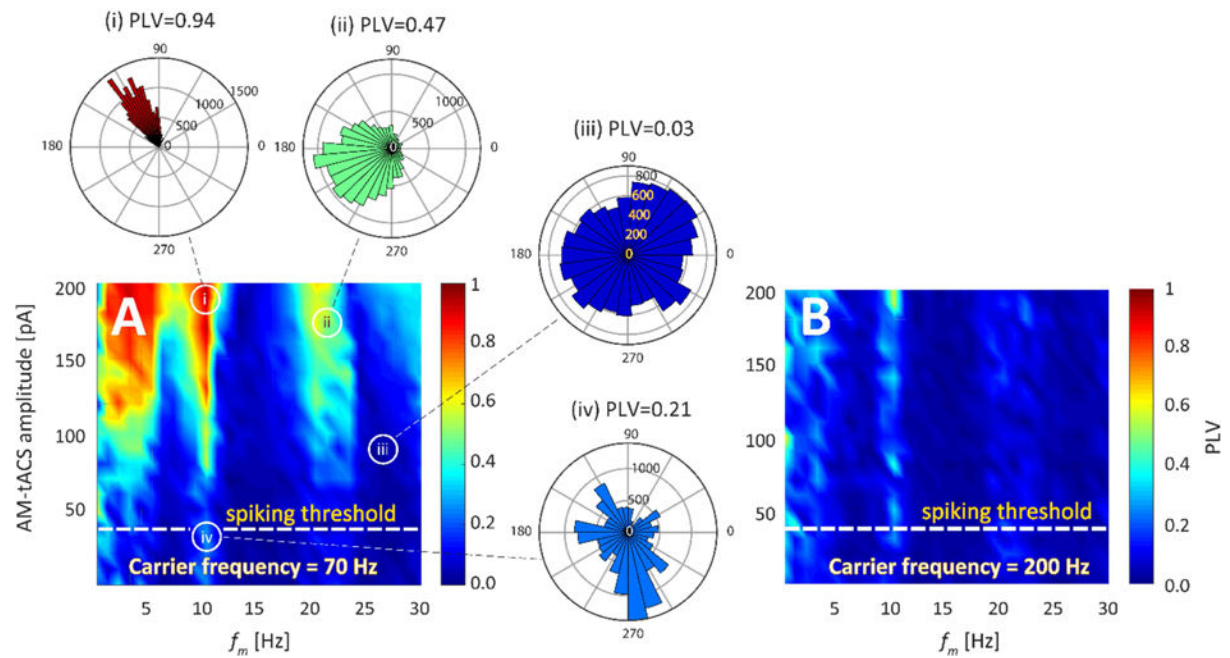 (i) PLV=0.94
(ii) PLV=0.47
90
1500
1000
500
0
180
0
270
90
1000
500
0
180
0
270
(iii) PLV=0.03
90
800
600
400
200
0
180
0
270
(iv) PLV=0.21
90
1000
500
0
180
0
270
AM-tACS amplitude [pA]
200
150
100
50
A
i
ii
iii
iv
spiking threshold
Carrier frequency = 70 Hz
5 10 15 20 25 30
f_m [Hz]
1
0.8
0.6
0.4
0.2
0.0
200
150
100
50
B
spiking threshold
Carrier frequency = 200 Hz
5 10 15 20 25 30
f_m [Hz]
1
0.8
0.6
0.4
0.2
0.0
PLV